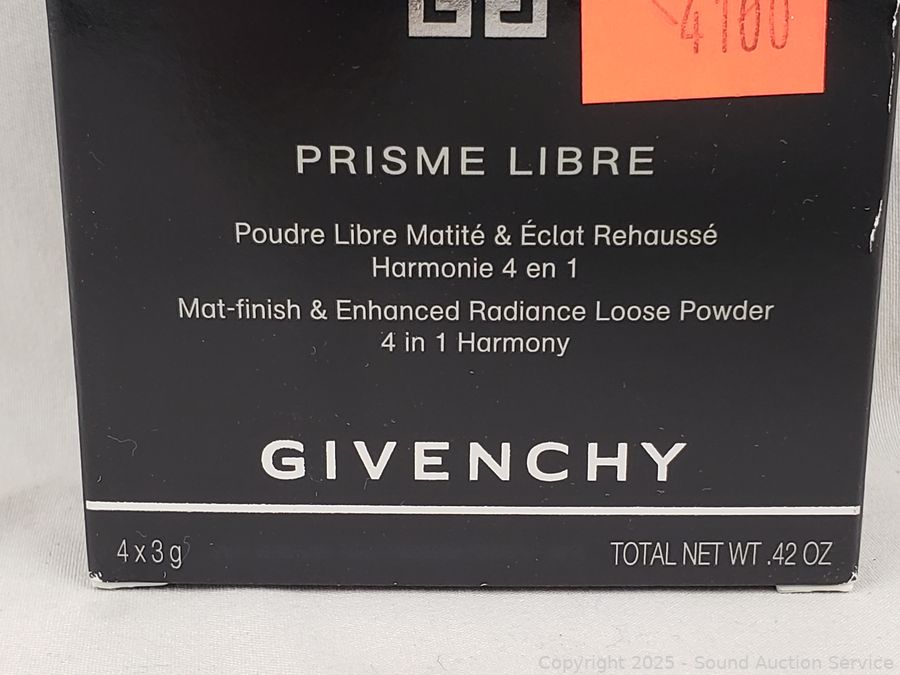 4100
PRISME LIBRE
Poudre Libre Matité & Éclat Rehaussé
Harmonie 4 en 1
Mat-finish & Enhanced Radiance Loose Powder
4 in 1 Harmony
GIVENCHY
4 x 3 g TOTAL NET WT .42 OZ
Copyright 2025 - Sound Auction Service